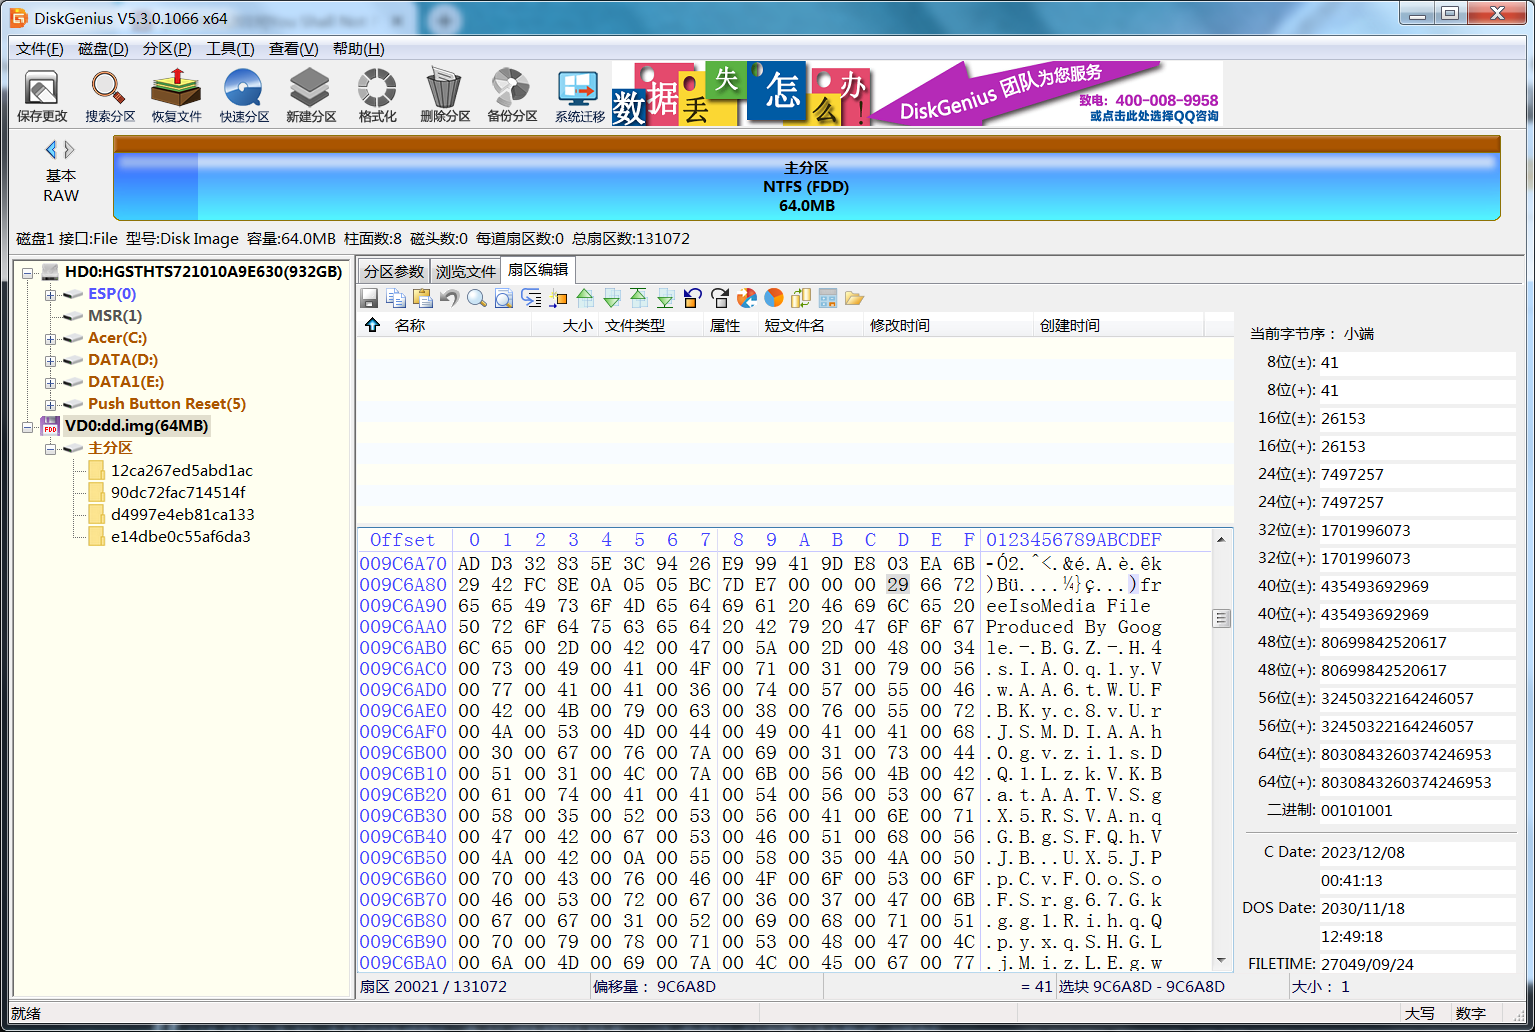 DiskGenius V5.3.0.1066 x64
文件(F) 磁盘(D) 分区(P) 工具(T) 查看(V) 帮助(H)
保存更改 搜索分区 恢复文件 快速分区 新建分区 格式化 删除分区 备份分区 系统迁移
数据丢失怎么办!
DiskGenius 团队为您服务
致电: 400-008-9958
或点击此处选择QQ咨询
基本
RAW
主分区
NTFS (FDD)
64.0MB
磁盘1 接口:File 型号:Disk Image 容量:64.0MB 柱面数:8 磁头数:0 每道扇区数:0 总扇区数:131072
HD0:HGSTHTS721010A9E630(932GB)
ESP(0)
MSR(1)
Acer(C:)
DATA(D:)
DATA1(E:)
Push Button Reset(5)
VD0:dd.img(64MB)
FDD
主分区
12ca267ed5abd1ac
90dc72fac714514f
d4997e4eb81ca133
e14dbe0c55af6da3
分区参数 浏览文件 扇区编辑
名称 大小 文件类型 属性 短文件名 修改时间 创建时间
Offset 0 1 2 3 4 5 6 7 8 9 A B C D E F 0123456789ABCDEF
009C6A70 AD D3 32 83 5E 3C 94 26 E9 99 41 9D E8 03 EA 6B -Ó2.^<.&é.A.è.êk
009C6A80 29 42 FC 8E 0A 05 05 BC 7D E7 00 00 00 29 66 72 )Bü....¼}ç...)fr
009C6A90 65 65 49 73 6F 4D 65 64 69 61 20 46 69 6C 65 20 eeIsoMedia File
009C6AA0 50 72 6F 64 75 63 65 64 20 42 79 20 47 6F 6F 67 Produced By Goog
009C6AB0 6C 65 00 2D 00 42 00 47 00 5A 00 2D 00 48 00 34 le.-.B.G.Z.-.H.4
009C6AC0 00 73 00 49 00 41 00 4F 00 71 00 31 00 79 00 56 .s.I.A.O.q.1.y.V
009C6AD0 00 77 00 41 00 41 00 36 00 74 00 57 00 55 00 46 .w.A.A.6.t.W.U.F
009C6AE0 00 42 00 4B 00 79 00 63 00 38 00 76 00 55 00 72 .B.K.y.c.8.v.U.r
009C6AF0 00 4A 00 53 00 4D 00 44 00 49 00 41 00 41 00 68 .J.S.M.D.I.A.A.h
009C6B00 00 30 00 67 00 76 00 7A 00 69 00 31 00 73 00 44 .0.g.v.z.i.1.s.D
009C6B10 00 51 00 31 00 4C 00 7A 00 6B 00 56 00 4B 00 42 .Q.1.L.z.k.V.K.B
009C6B20 00 61 00 74 00 41 00 41 00 54 00 56 00 53 00 67 .a.t.A.A.T.V.S.g
009C6B30 00 58 00 35 00 52 00 53 00 56 00 41 00 6E 00 71 .X.5.R.S.V.A.n.q
009C6B40 00 47 00 42 00 67 00 53 00 46 00 51 00 68 00 56 .G.B.g.S.F.Q.h.V
009C6B50 00 4A 00 42 00 0A 00 55 00 58 00 35 00 4A 00 50 .J.B...U.X.5.J.P
009C6B60 00 70 00 43 00 76 00 46 00 4F 00 6F 00 53 00 6F .p.C.v.F.O.o.S.o
009C6B70 00 46 00 53 00 72 00 67 00 36 00 37 00 47 00 6B .F.S.r.g.6.7.G.k
009C6B80 00 67 00 67 00 31 00 52 00 69 00 68 00 71 00 51 .g.g.1.R.i.h.q.Q
009C6B90 00 70 00 79 00 78 00 71 00 53 00 48 00 47 00 4C .p.y.x.q.S.H.G.L
009C6BA0 00 6A 00 4D 00 69 00 7A 00 4C 00 45 00 67 00 77 .j.M.i.z.L.E.g.w
扇区 20021 / 131072 偏移量： 9C6A8D = 41 选块 9C6A8D - 9C6A8D 大小： 1
当前字节序： 小端
8位(±): 41
8位(+): 41
16位(±): 26153
16位(+): 26153
24位(±): 7497257
24位(+): 7497257
32位(±): 1701996073
32位(+): 1701996073
40位(±): 435493692969
40位(+): 435493692969
48位(±): 80699842520617
48位(+): 80699842520617
56位(±): 32450322164246057
56位(+): 32450322164246057
64位(±): 8030843260374246953
64位(+): 8030843260374246953
二进制: 00101001
C Date: 2023/12/08
00:41:13
DOS Date: 2030/11/18
12:49:18
FILETIME: 27049/09/24
就绪 大写 数字